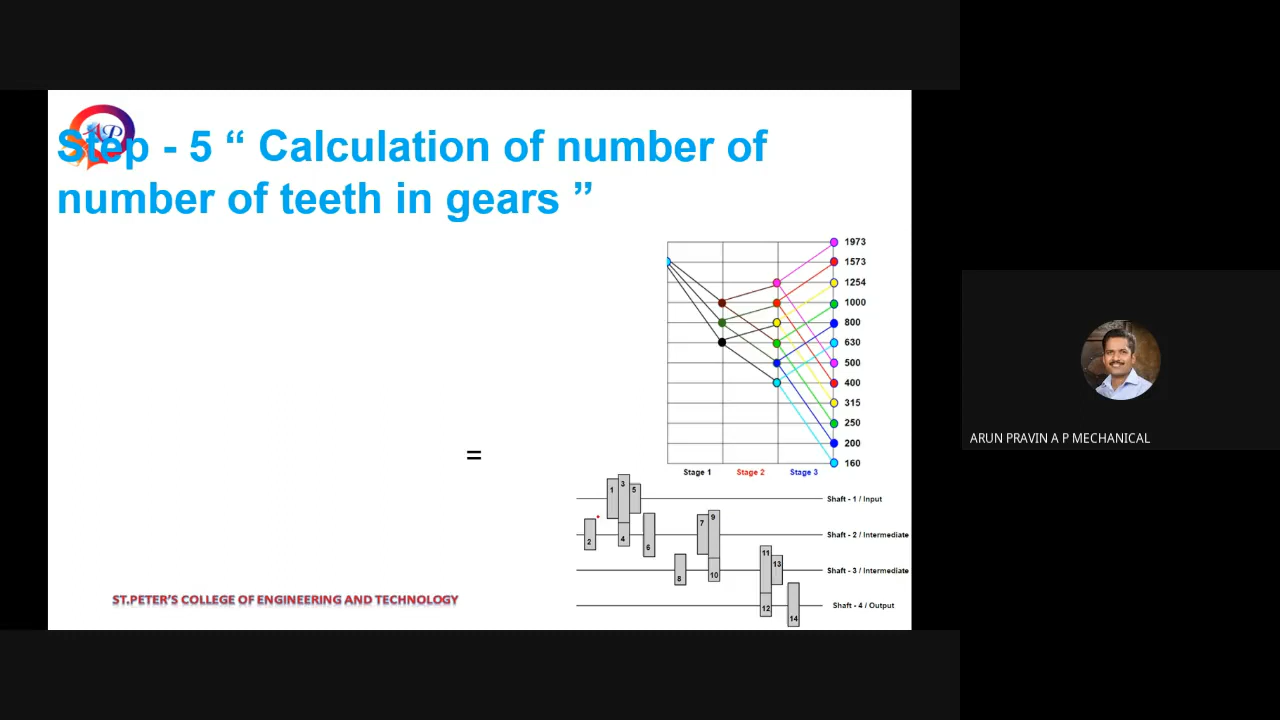 Step - 5 “ Calculation of number of
number of teeth in gears ”
AP
1973
1573
1254
1000
800
630
500
400
315
250
200
160
Stage 1 Stage 2 Stage 3
=
1 3 5
Shaft - 1 / Input
2 4 6 7 9
Shaft - 2 / Intermediate
8 10 11 13
Shaft - 3 / Intermediate
12 14
Shaft - 4 / Output
ST.PETER’S COLLEGE OF ENGINEERING AND TECHNOLOGY
ARUN PRAVIN A P MECHANICAL